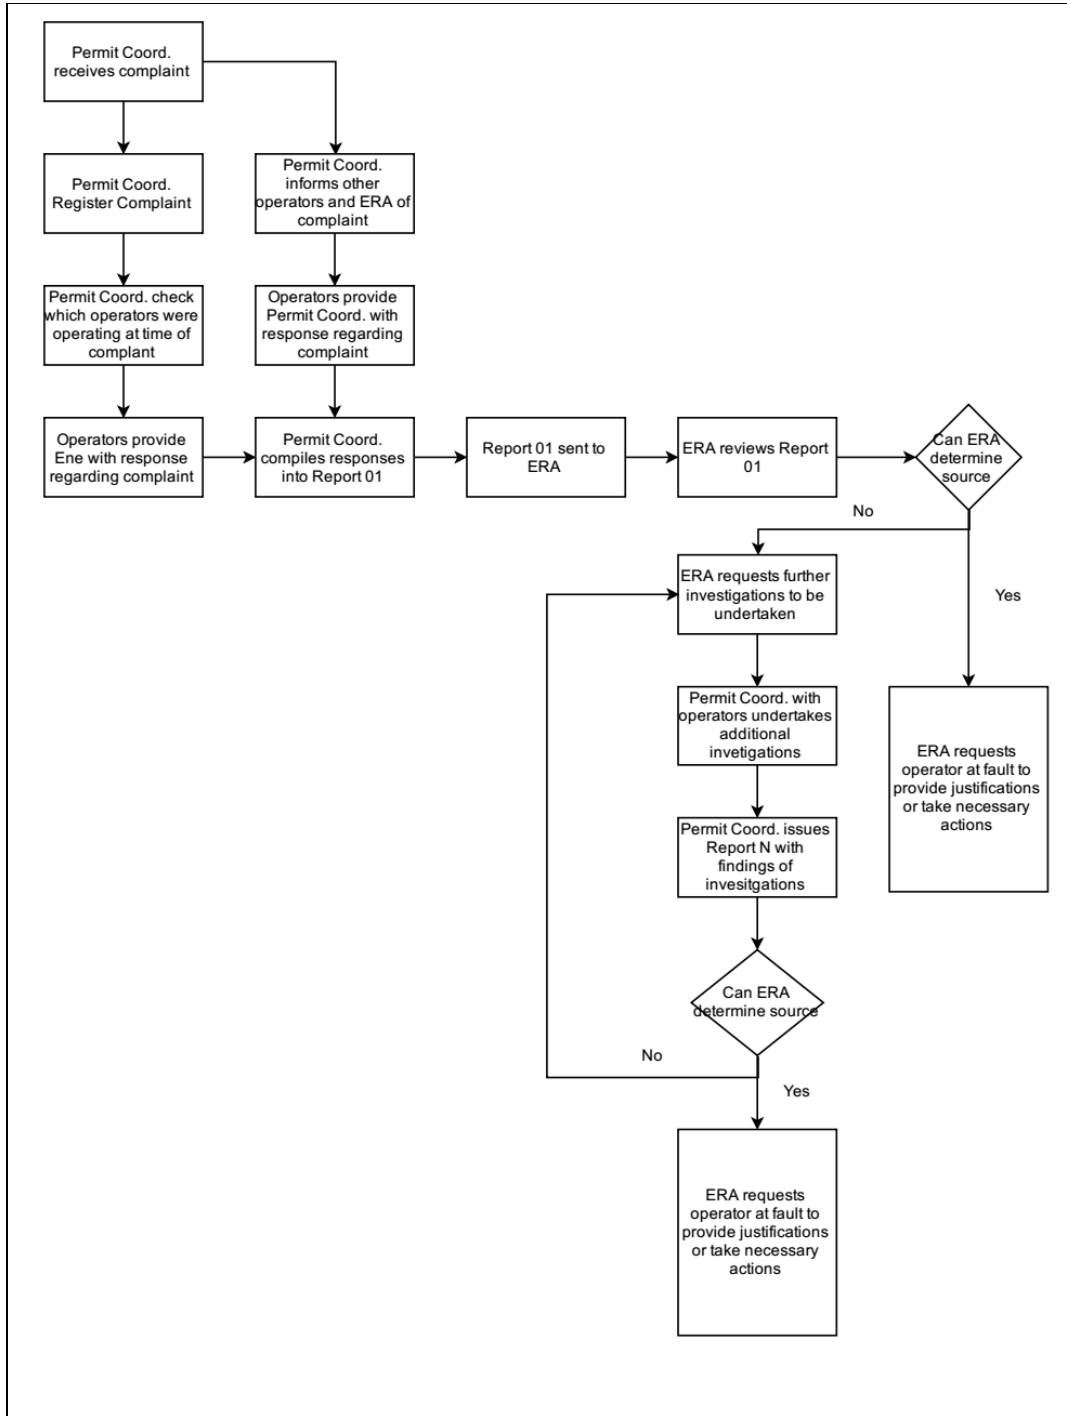 Permit Coord.
receives complaint
Permit Coord.
Register Complaint
Permit Coord.
informs other
operators and ERA of
complaint
Permit Coord. check
which operators were
operating at time of
complant
Operators provide
Permit Coord. with
response regarding
complaint
Operators provide
Ene with response
regarding complaint
Permit Coord.
compiles responses
into Report 01
Report 01 sent to
ERA
ERA reviews Report
01
Can ERA
determine
source
No
Yes
ERA requests further
investigations to be
undertaken
Permit Coord. with
operators undertakes
additional
invetigations
ERA requests
operator at fault to
provide justifications
or take necessary
actions
Permit Coord. issues
Report N with
findings of
invesitgations
Can ERA
determine source
No
Yes
ERA requests
operator at fault to
provide justifications
or take necessary
actions